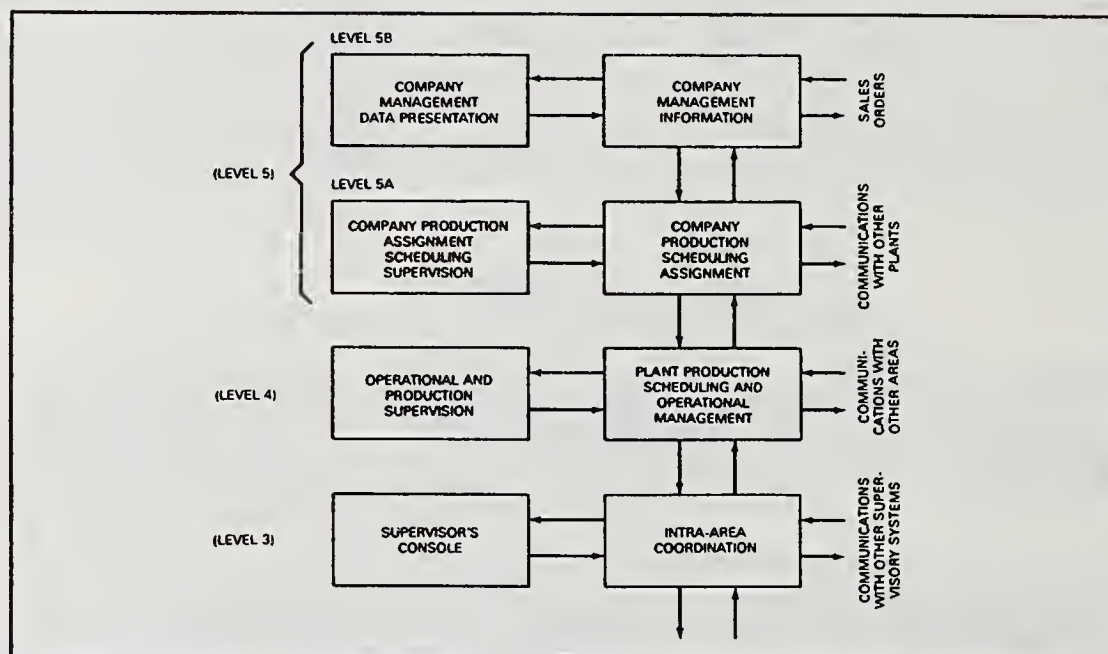 LEVEL 5B
COMPANY
MANAGEMENT
DATA PRESENTATION
COMPANY
MANAGEMENT
INFORMATION
SALES
ORDERS
(LEVEL 5)
LEVEL 5A
COMPANY PRODUCTION
ASSIGNMENT
SCHEDULING
SUPERVISION
COMPANY
PRODUCTION
SCHEDULING
ASSIGNMENT
COMMUNICATIONS
WITH OTHER
PLANTS
(LEVEL 4)
OPERATIONAL AND
PRODUCTION
SUPERVISION
PLANT PRODUCTION
SCHEDULING AND
OPERATIONAL
MANAGEMENT
COMMUNI-
CATIONS WITH
OTHER AREAS
(LEVEL 3)
SUPERVISOR'S
CONSOLE
INTRA-AREA
COORDINATION
COMMUNICATIONS
WITH OTHER SUPER-
VISORY SYSTEMS